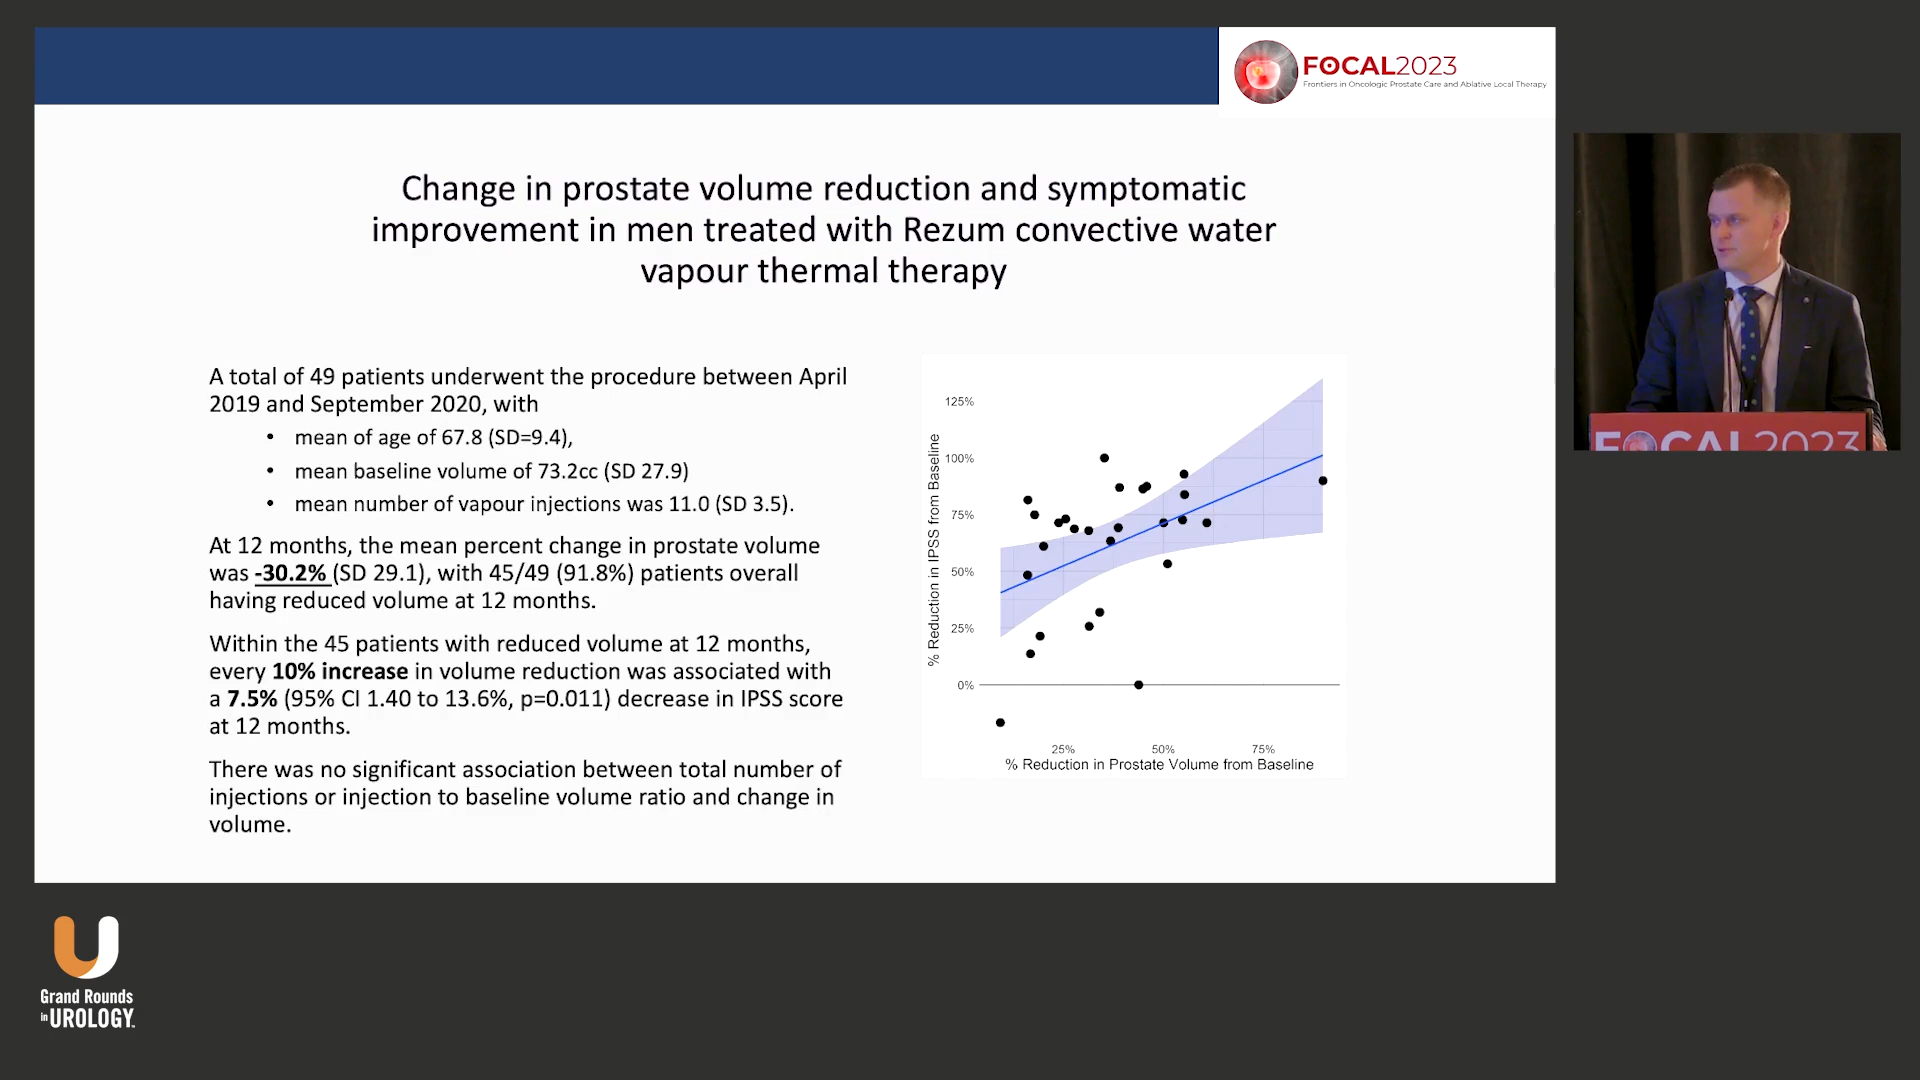 FOCAL2023
Frontiers in Oncologic Prostate Care and Ablative Local Therapy
Change in prostate volume reduction and symptomatic
improvement in men treated with Rezum convective water
vapour thermal therapy
A total of 49 patients underwent the procedure between April
2019 and September 2020, with
• mean of age of 67.8 (SD=9.4),
• mean baseline volume of 73.2cc (SD 27.9)
• mean number of vapour injections was 11.0 (SD 3.5).
At 12 months, the mean percent change in prostate volume
was -30.2% (SD 29.1), with 45/49 (91.8%) patients overall
having reduced volume at 12 months.
Within the 45 patients with reduced volume at 12 months,
every 10% increase in volume reduction was associated with
a 7.5% (95% CI 1.40 to 13.6%, p=0.011) decrease in IPSS score
at 12 months.
There was no significant association between total number of
injections or injection to baseline volume ratio and change in
volume.
% Reduction in IPSS from Baseline
125%
100%
75%
50%
25%
0%
25% 50% 75%
% Reduction in Prostate Volume from Baseline
FOCAL2023
U
Grand Rounds
in UROLOGY